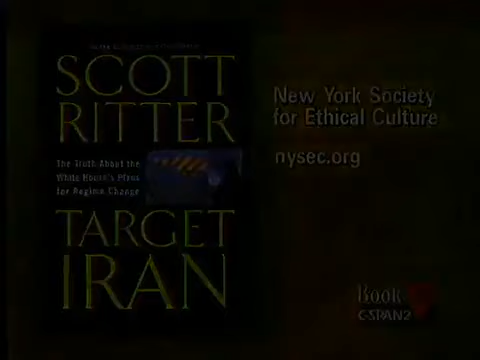 SCOTT
RITTER
The Truth About the
White House's Plans
for Regime Change
TARGET
IRAN
New York Society
for Ethical Culture
nysec.org
Book
C-SPAN2